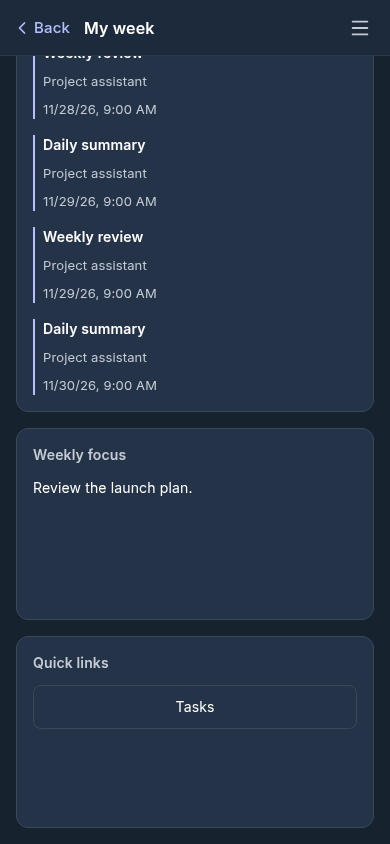 Back My week
Weekly review
Project assistant
11/28/26, 9:00 AM
Daily summary
Project assistant
11/29/26, 9:00 AM
Weekly review
Project assistant
11/29/26, 9:00 AM
Daily summary
Project assistant
11/30/26, 9:00 AM
Weekly focus
Review the launch plan.
Quick links
Tasks